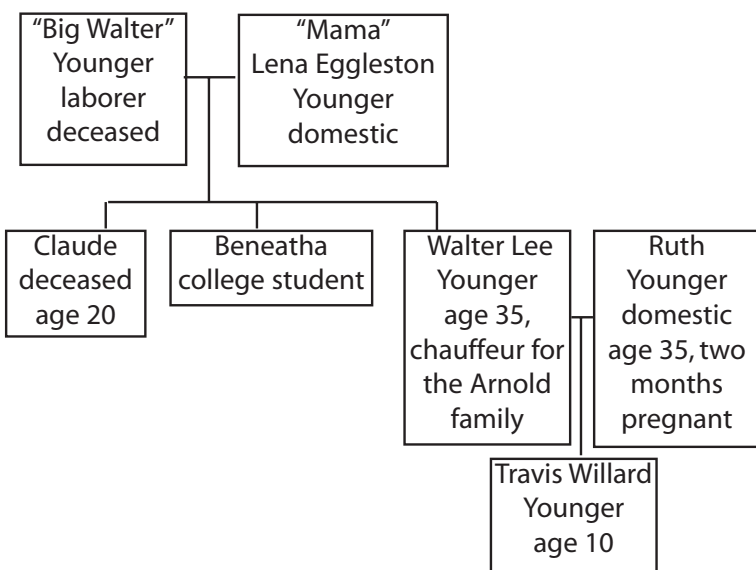 “Big Walter”
Younger
laborer
deceased
“Mama”
Lena Eggleston
Younger
domestic
Claude
deceased
age 20
Beneatha
college student
Walter Lee
Younger
age 35,
chauffeur for
the Arnold
family
Ruth
Younger
domestic
age 35, two
months
pregnant
Travis Willard
Younger
age 10